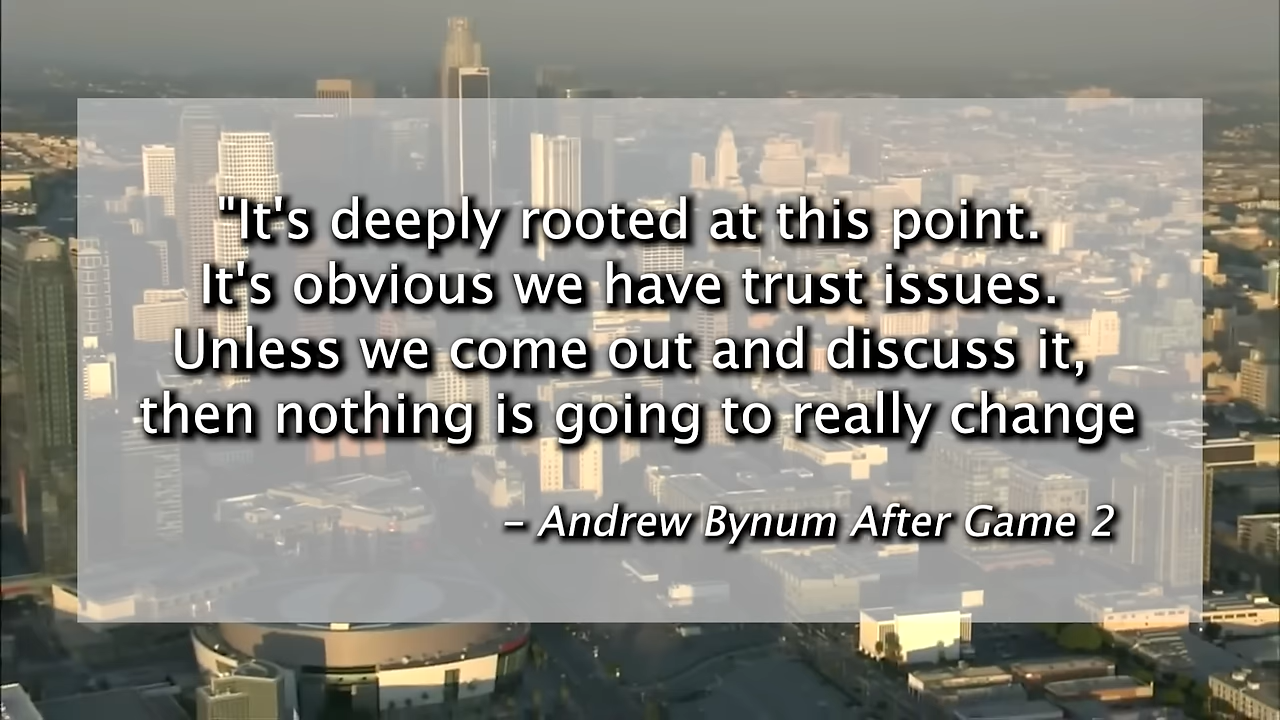 "It's deeply rooted at this point.
It's obvious we have trust issues.
Unless we come out and discuss it,
then nothing is going to really change
– Andrew Bynum After Game 2